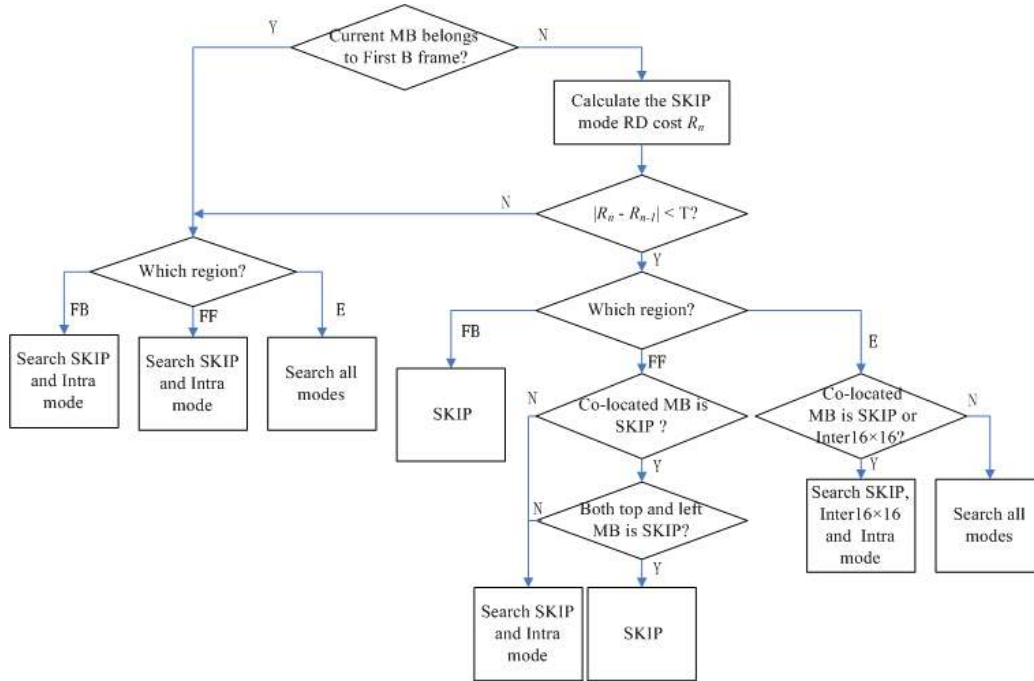 Y
Current MB belongs
to First B frame?
N
Calculate the SKIP
mode RD cost Rn
N
|Rn - Rn-1| < T?
Y
Which region?
FB
FF
E
Search SKIP
and Intra
mode
Search SKIP
and Intra
mode
Search all
modes
Which region?
FB
FF
E
SKIP
N
Co-located MB is
SKIP ?
Y
Co-located
MB is SKIP or
Inter16×16?
N
Y
N
Both top and left
MB is SKIP?
Y
Search SKIP,
Inter16×16
and Intra
mode
Search all
modes
Search SKIP
and Intra
mode
SKIP